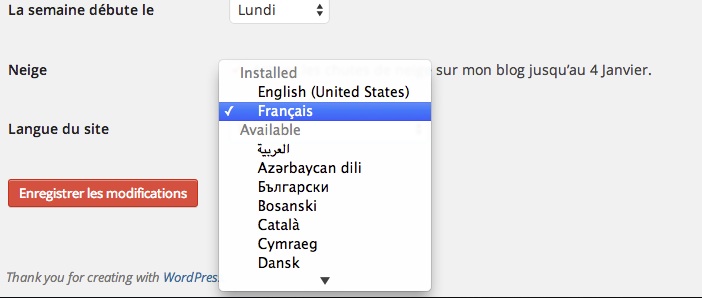 La semaine débute le
Lundi
Neige
sur mon blog jusqu'au 4 Janvier.
Installed
English (United States)
✓ Français
Available
Langue du site
العربية
Azərbaycan dili
Български
Bosanski
Català
Cymraeg
Dansk
Enregistrer les modifications
Thank you for creating with WordPres